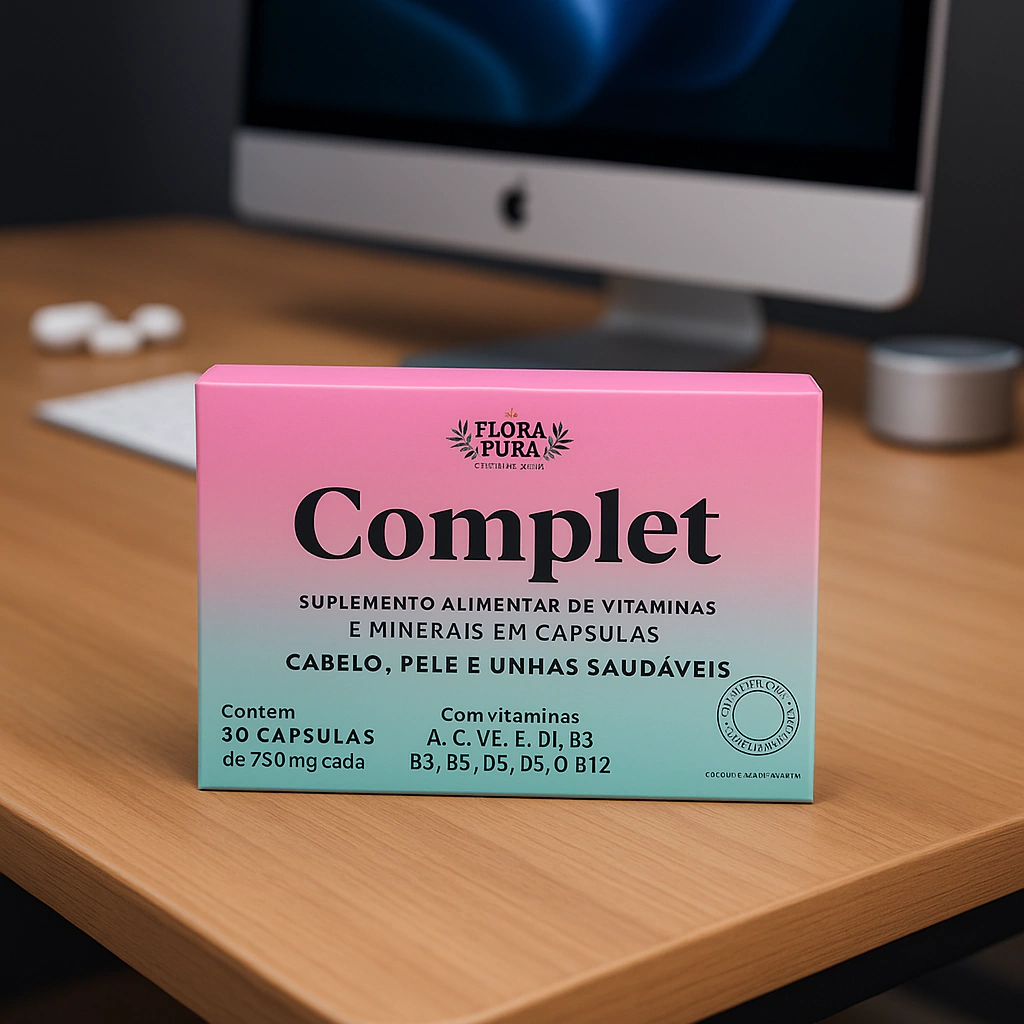 FLORA
PURA
Complet
SUPLEMENTO ALIMENTAR DE VITAMINAS
E MINERAIS EM CAPSULAS
CABELO, PELE E UNHAS SAUDÁVEIS
Contem
30 CAPSULAS
de 750 mg cada
Com vitaminas
A. C. VE. E. DI, B3
B3, B5, D5, D5, O B12